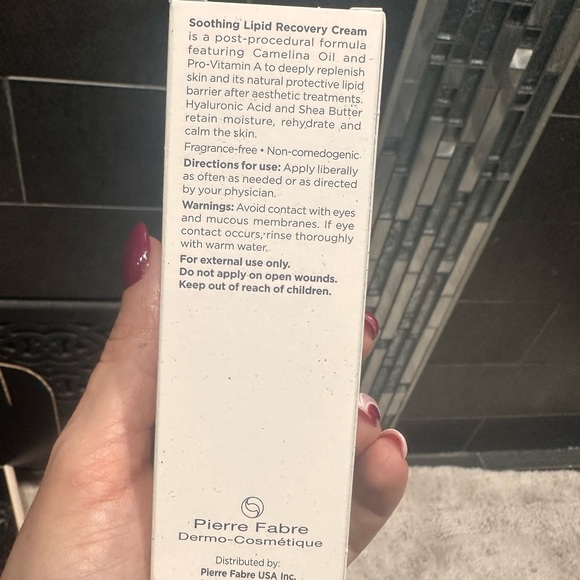 Soothing Lipid Recovery Cream
is a post-procedural formula
featuring Camelina Oil and
Pro-Vitamin A to deeply replenish
skin and its natural protective lipid
barrier after aesthetic treatments.
Hyaluronic Acid and Shea Butter
retain moisture, rehydrate and
calm the skin.
Fragrance-free • Non-comedogenic
Directions for use: Apply liberally
as often as needed or as directed
by your physician.
Warnings: Avoid contact with eyes
and mucous membranes. If eye
contact occurs, rinse thoroughly
with warm water.
For external use only.
Do not apply on open wounds.
Keep out of reach of children.
Pierre Fabre
Dermo-Cosmétique
Distributed by:
Pierre Fabre USA Inc.